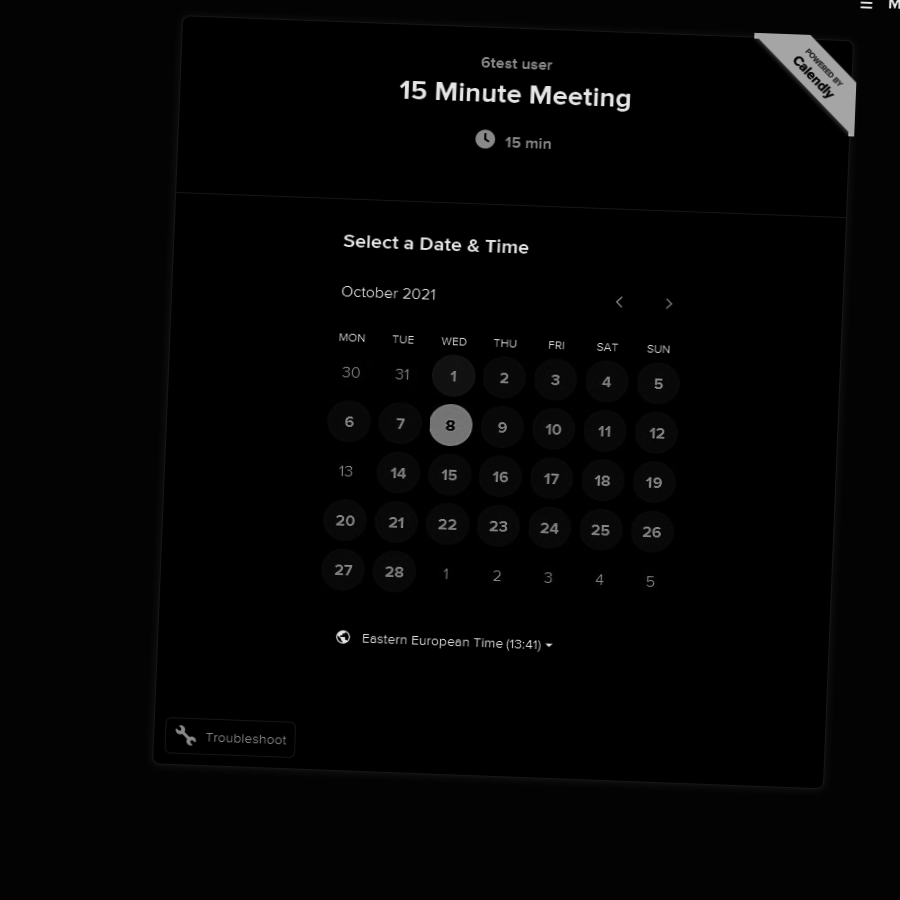 ☰ M
POWERED BY
Calendly
6test user
15 Minute Meeting
15 min
Select a Date & Time
October 2021
MON TUE WED THU FRI SAT SUN
30 31 1 2 3 4 5
6 7 8 9 10 11 12
13 14 15 16 17 18 19
20 21 22 23 24 25 26
27 28 1 2 3 4 5
Eastern European Time (13:41)
Troubleshoot